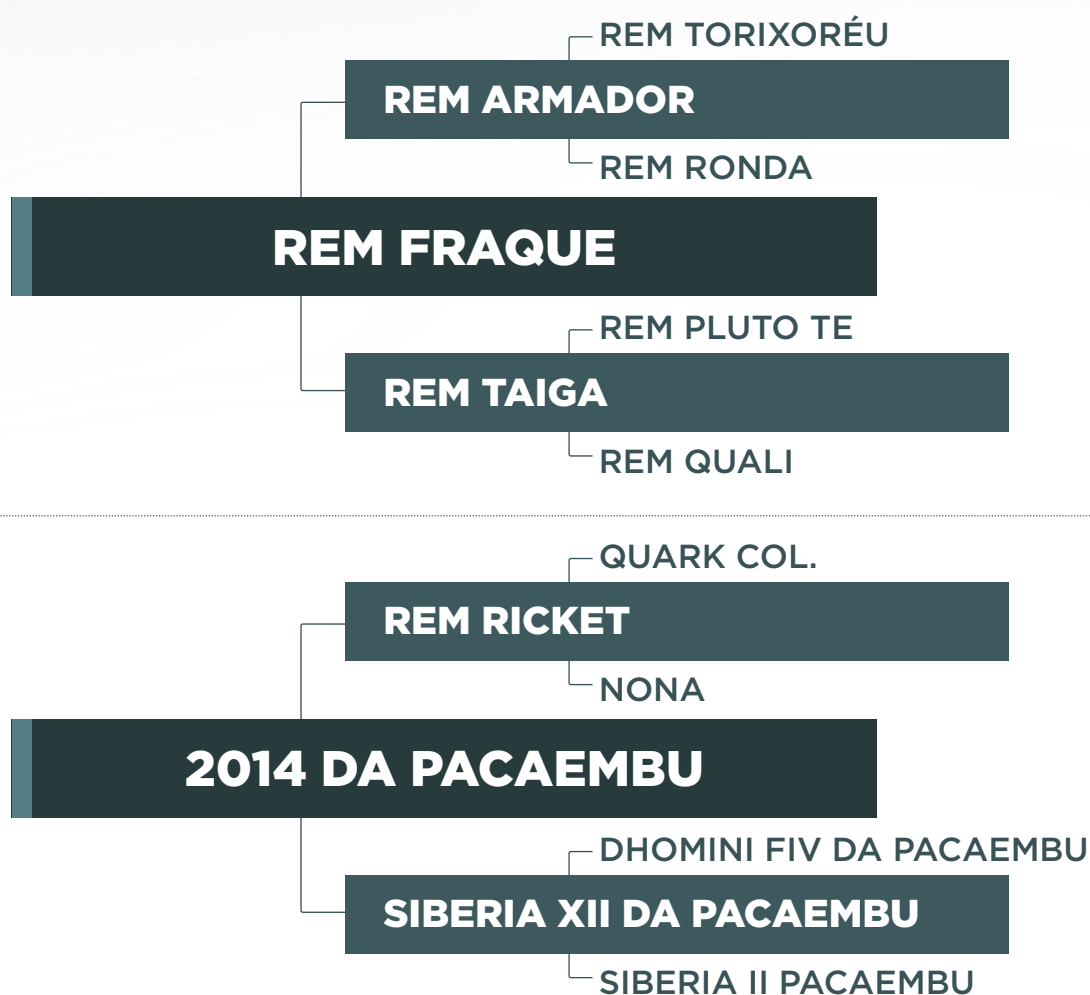 REM TORIXORÉU
REM ARMADOR
REM RONDA
REM FRAQUE
REM PLUTO TE
REM TAIGA
REM QUALI
QUARK COL.
REM RICKET
NONA
2014 DA PACAEMBU
DHOMINI FIV DA PACAEMBU
SIBERIA XII DA PACAEMBU
SIBERIA II PACAEMBU